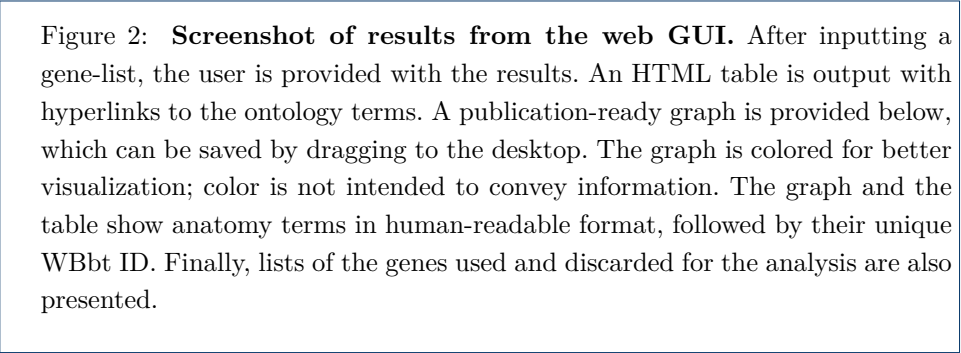 Figure 2: Screenshot of results from the web GUI. After inputting a
gene-list, the user is provided with the results. An HTML table is output with
hyperlinks to the ontology terms. A publication-ready graph is provided below,
which can be saved by dragging to the desktop. The graph is colored for better
visualization; color is not intended to convey information. The graph and the
table show anatomy terms in human-readable format, followed by their unique
WBbt ID. Finally, lists of the genes used and discarded for the analysis are also
presented.